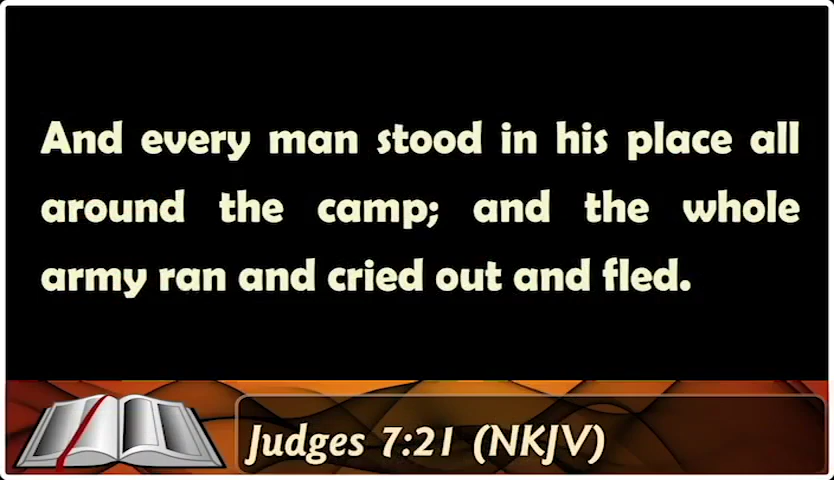 And every man stood in his place all
around the camp; and the whole
army ran and cried out and fled.
Judges 7:21 (NKJV)